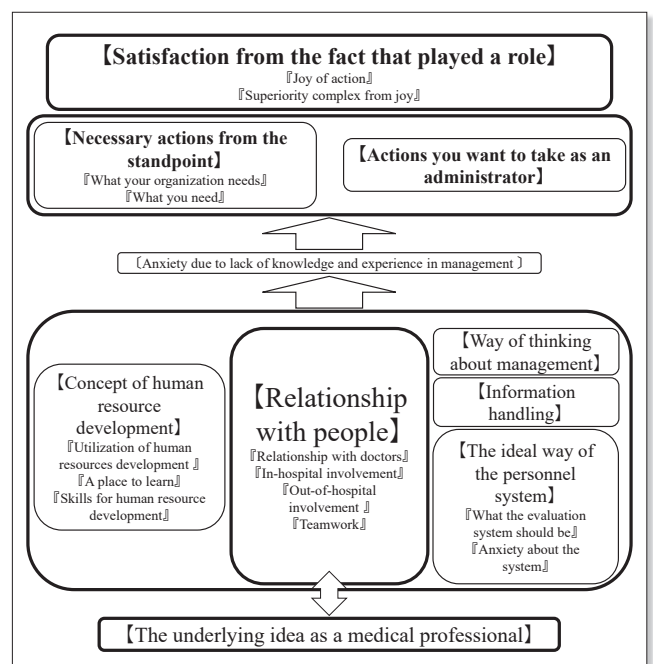 【Satisfaction from the fact that played a role】
『Joy of action』
『Superiority complex from joy』
【Necessary actions from the
standpoint】
『What your organization needs』
『What you need』
【Actions you want to take as an
administrator】
〔Anxiety due to lack of knowledge and experience in management 〕
【Concept of human
resource
development】
『Utilization of human
resources development 』
『A place to learn』
『Skills for human resource
development』
【Relationship
with people】
『Relationship with doctors』
『In-hospital involvement』
『Out-of-hospital
involvement 』
『Teamwork』
【Way of thinking
about management】
【Information
handling】
【The ideal way of
the personnel
system】
『What the evaluation
system should be』
『Anxiety about the
system』
【The underlying idea as a medical professional】